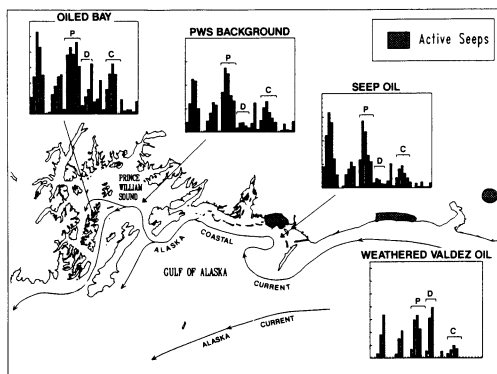 OILED BAY
P
D
C
PWS BACKGROUND
P
D
C
Active Seeps
SEEP OIL
P
D
C
PRINCE
WILLIAM
SOUND
ALASKA
COASTAL
CURRENT
GULF OF ALASKA
WEATHERED VALDEZ OIL
P
D
C
ALASKA
CURRENT